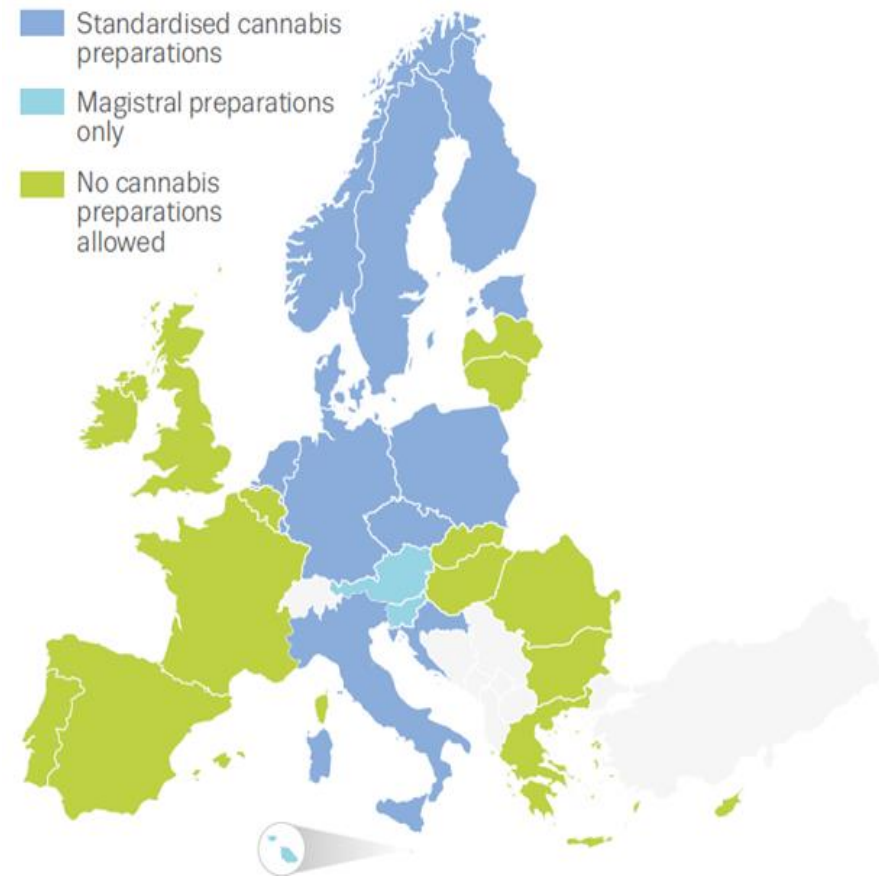 Standardised cannabis
preparations
Magistral preparations
only
No cannabis
preparations
allowed